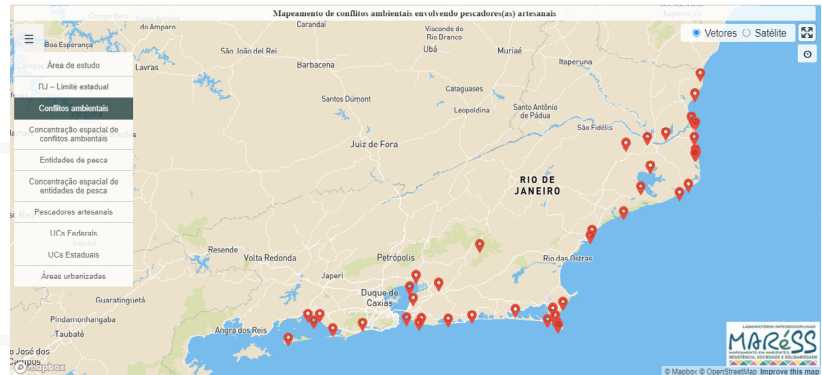 Mapeamento de conflitos ambientais envolvendo pescadores(as) artesanais
☰
Vetores
Satélite
Área de estudo
RJ – Limite estadual
Conflitos ambientais
Concentração espacial de
conflitos ambientais
Entidades de pesca
Concentração espacial de
entidades de pesca
Pescadores artesanais
UCs Federais
UCs Estaduais
Áreas urbanizadas
do Amparo
Carandaí
Visconde do
Rio Branco
Boa Esperança
São João del Rei
Ubá
Muriaé
Lavras
Barbacena
Itaperuna
Cataguases
Santos Dumont
Leopoldina
Santo Antônio
de Pádua
São Fidélis
Juiz de Fora
RIO DE
JANEIRO
Resende
Volta Redonda
Petrópolis
Rio das Ostras
Japeri
Duque de
Caxias
Guaratinguetá
Angra dos Reis
Pindamonhangaba
Taubaté
São José dos
Campos
mapbox
LABORATÓRIO INTERDISCIPLINAR
MARéSS
MAPEAMENTO EM AMBIENTES,
RESISTÊNCIA, SOCIEDADE E SOLIDARIEDADE
© Mapbox © OpenStreetMap Improve this map